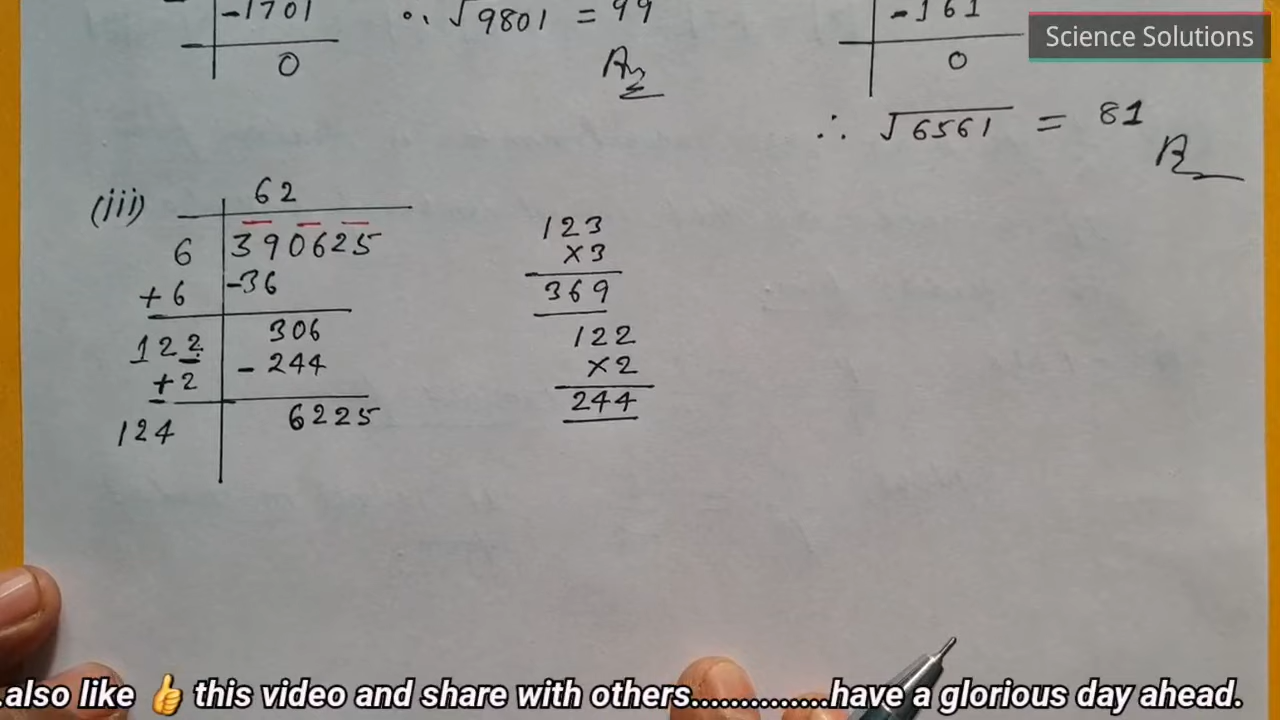 -1701
0
∴ √9801 = 99
Ans
-161
0
Science Solutions
∴ √6561 = 81
(iii)
62
6 390625
+6 -36
122 306
+2 -244
124 6225
123
×3
369
122
×2
244
.also like 👍 this video and share with others...............have a glorious day ahead.